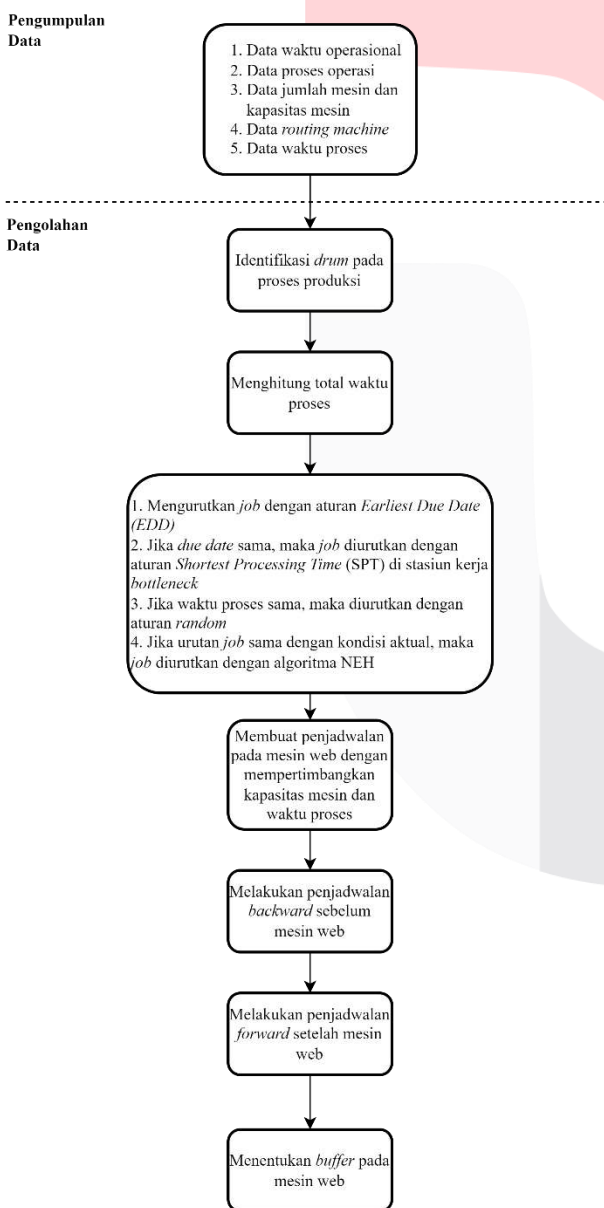 Pengumpulan
Data
1. Data waktu operasional
2. Data proses operasi
3. Data jumlah mesin dan
kapasitas mesin
4. Data routing machine
5. Data waktu proses
Pengolahan
Data
Identifikasi drum pada
proses produksi
Menghitung total waktu
proses
1. Mengurutkan job dengan aturan Earliest Due Date
(EDD)
2. Jika due date sama, maka job diurutkan dengan
aturan Shortest Processing Time (SPT) di stasiun kerja
bottleneck
3. Jika waktu proses sama, maka diurutkan dengan
aturan random
4. Jika urutan job sama dengan kondisi aktual, maka
job diurutkan dengan algoritma NEH
Membuat penjadwalan
pada mesin web dengan
mempertimbangkan
kapasitas mesin dan
waktu proses
Melakukan penjadwalan
backward sebelum
mesin web
Melakukan penjadwalan
forward setelah mesin
web
Menentukan buffer pada
mesin web